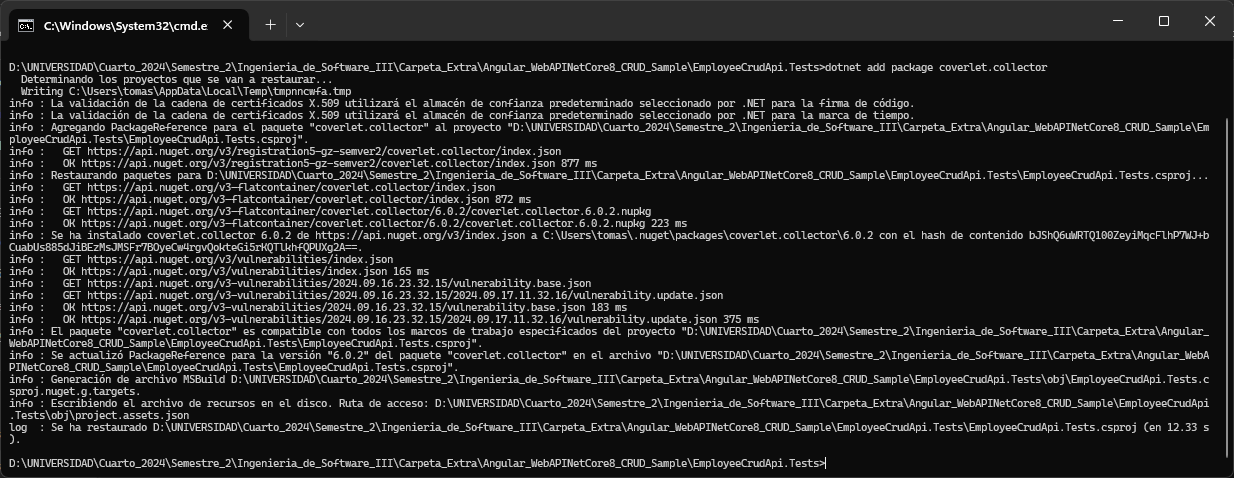 C:\Windows\System32\cmd.e
D:\UNIVERSIDAD\Cuarto_2024\Semestre_2\Ingenieria_de_Software_III\Carpeta_Extra\Angular_WebAPINetCore8_CRUD_Sample\EmployeeCrudApi.Tests>dotnet add package coverlet.collector
  Determinando los proyectos que se van a restaurar...
  Writing C:\Users\tomas\AppData\Local\Temp\tmpnncwfa.tmp
info : La validación de la cadena de certificados X.509 utilizará el almacén de confianza predeterminado seleccionado por .NET para la firma de código.
info : La validación de la cadena de certificados X.509 utilizará el almacén de confianza predeterminado seleccionado por .NET para la marca de tiempo.
info : Agregando PackageReference para el paquete "coverlet.collector" al proyecto "D:\UNIVERSIDAD\Cuarto_2024\Semestre_2\Ingenieria_de_Software_III\Carpeta_Extra\Angular_WebAPINetCore8_CRUD_Sample\Em
ployeeCrudApi.Tests\EmployeeCrudApi.Tests.csproj".
info :   GET https://api.nuget.org/v3/registration5-gz-semver2/coverlet.collector/index.json
info :   OK https://api.nuget.org/v3/registration5-gz-semver2/coverlet.collector/index.json 877 ms
info : Restaurando paquetes para D:\UNIVERSIDAD\Cuarto_2024\Semestre_2\Ingenieria_de_Software_III\Carpeta_Extra\Angular_WebAPINetCore8_CRUD_Sample\EmployeeCrudApi.Tests\EmployeeCrudApi.Tests.csproj...
info :   GET https://api.nuget.org/v3-flatcontainer/coverlet.collector/index.json
info :   OK https://api.nuget.org/v3-flatcontainer/coverlet.collector/index.json 872 ms
info :   GET https://api.nuget.org/v3-flatcontainer/coverlet.collector/6.0.2/coverlet.collector.6.0.2.nupkg
info :   OK https://api.nuget.org/v3-flatcontainer/coverlet.collector/6.0.2/coverlet.collector.6.0.2.nupkg 223 ms
info : Se ha instalado coverlet.collector 6.0.2 de https://api.nuget.org/v3/index.json a C:\Users\tomas\.nuget\packages\coverlet.collector\6.0.2 con el hash de contenido bJShQ6uWRTQ100ZeyiMqcFlhP7WJ+b
CuabUs885dJiBEzMsJMSFr7BOyeCw4rgvQokteGi5rKQTlkhfQPUXg2A==.
info :   GET https://api.nuget.org/v3/vulnerabilities/index.json
info :   OK https://api.nuget.org/v3/vulnerabilities/index.json 165 ms
info :   GET https://api.nuget.org/v3-vulnerabilities/2024.09.16.23.32.15/vulnerability.base.json
info :   GET https://api.nuget.org/v3-vulnerabilities/2024.09.16.23.32.15/2024.09.17.11.32.16/vulnerability.update.json
info :   OK https://api.nuget.org/v3-vulnerabilities/2024.09.16.23.32.15/vulnerability.base.json 183 ms
info :   OK https://api.nuget.org/v3-vulnerabilities/2024.09.16.23.32.15/2024.09.17.11.32.16/vulnerability.update.json 375 ms
info : El paquete "coverlet.collector" es compatible con todos los marcos de trabajo especificados del proyecto "D:\UNIVERSIDAD\Cuarto_2024\Semestre_2\Ingenieria_de_Software_III\Carpeta_Extra\Angular_
WebAPINetCore8_CRUD_Sample\EmployeeCrudApi.Tests\EmployeeCrudApi.Tests.csproj".
info : Se actualizó PackageReference para la versión "6.0.2" del paquete "coverlet.collector" en el archivo "D:\UNIVERSIDAD\Cuarto_2024\Semestre_2\Ingenieria_de_Software_III\Carpeta_Extra\Angular_WebA
PINetCore8_CRUD_Sample\EmployeeCrudApi.Tests\EmployeeCrudApi.Tests.csproj".
info : Generación de archivo MSBuild D:\UNIVERSIDAD\Cuarto_2024\Semestre_2\Ingenieria_de_Software_III\Carpeta_Extra\Angular_WebAPINetCore8_CRUD_Sample\EmployeeCrudApi.Tests\obj\EmployeeCrudApi.Tests.c
sproj.nuget.g.targets.
info : Escribiendo el archivo de recursos en el disco. Ruta de acceso: D:\UNIVERSIDAD\Cuarto_2024\Semestre_2\Ingenieria_de_Software_III\Carpeta_Extra\Angular_WebAPINetCore8_CRUD_Sample\EmployeeCrudApi
.Tests\obj\project.assets.json
log  : Se ha restaurado D:\UNIVERSIDAD\Cuarto_2024\Semestre_2\Ingenieria_de_Software_III\Carpeta_Extra\Angular_WebAPINetCore8_CRUD_Sample\EmployeeCrudApi.Tests\EmployeeCrudApi.Tests.csproj (en 12.33 s
).
D:\UNIVERSIDAD\Cuarto_2024\Semestre_2\Ingenieria_de_Software_III\Carpeta_Extra\Angular_WebAPINetCore8_CRUD_Sample\EmployeeCrudApi.Tests>